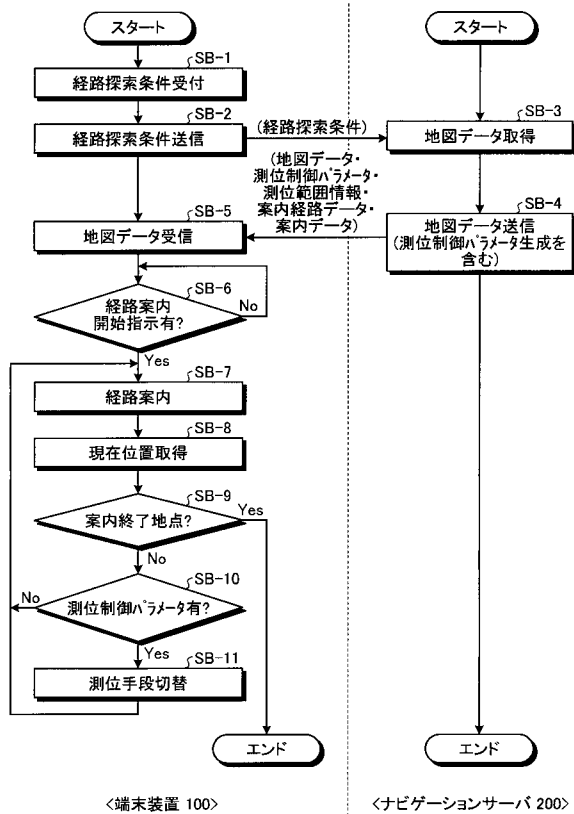 スタート
スタート
SB-1
経路探索条件受付
SB-2
経路探索条件送信
(経路探索条件)
SB-3
地図データ取得
(地図データ・
測位制御パラメータ・
測位範囲情報・
案内経路データ・
案内データ)
SB-4
地図データ送信
(測位制御パラメータ生成を
含む)
SB-5
地図データ受信
SB-6
経路案内
開始指示有?
No
Yes
SB-7
経路案内
SB-8
現在位置取得
SB-9
案内終了地点?
Yes
No
SB-10
測位制御パラメータ有?
No
Yes
SB-11
測位手段切替
エンド
エンド
<端末装置 100>
<ナビゲーションサーバ 200>